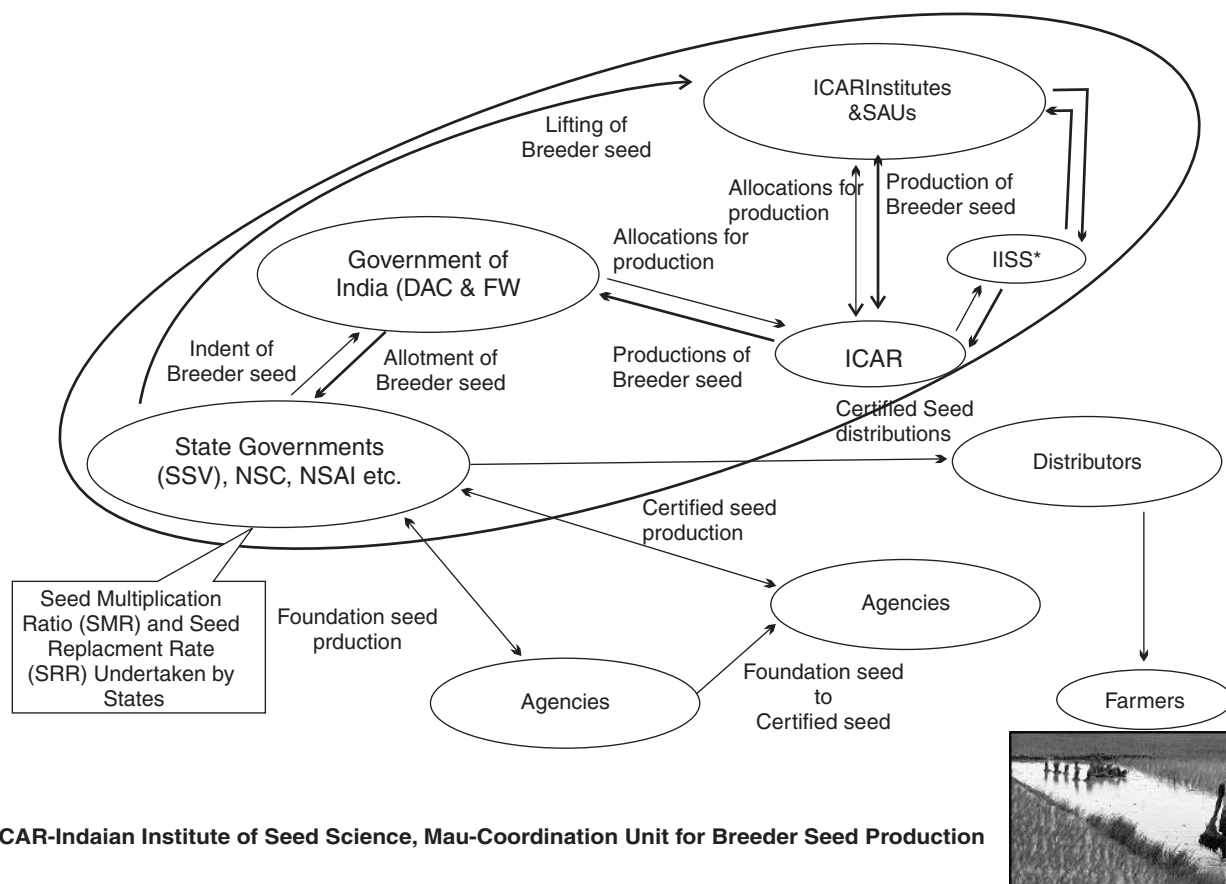 ICARInstitutes
&SAUs
Lifting of
Breeder seed
Allocations for
production
Production of
Breeder seed
Government of
India (DAC & FW
Allocations for
production
IISS*
Indent of
Breeder seed
Allotment of
Breeder seed
Productions of
Breeder seed
ICAR
State Governments
(SSV), NSC, NSAI etc.
Certified Seed
distributions
Distributors
Certified seed
production
Seed Multiplication
Ratio (SMR) and Seed
Replacment Rate
(SRR) Undertaken by
States
Foundation seed
prduction
Agencies
Agencies
Foundation seed
to
Certified seed
Farmers
CAR-Indaian Institute of Seed Science, Mau-Coordination Unit for Breeder Seed Production